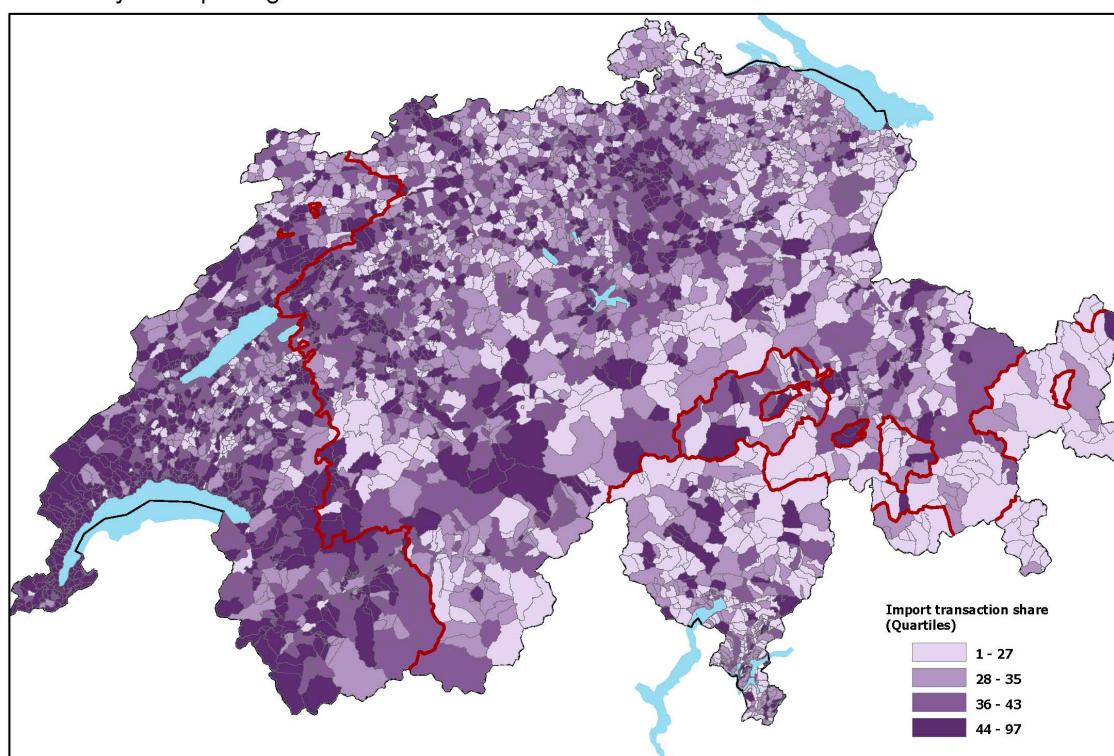 Import transaction share
(Quartiles)
1 - 27
28 - 35
36 - 43
44 - 97